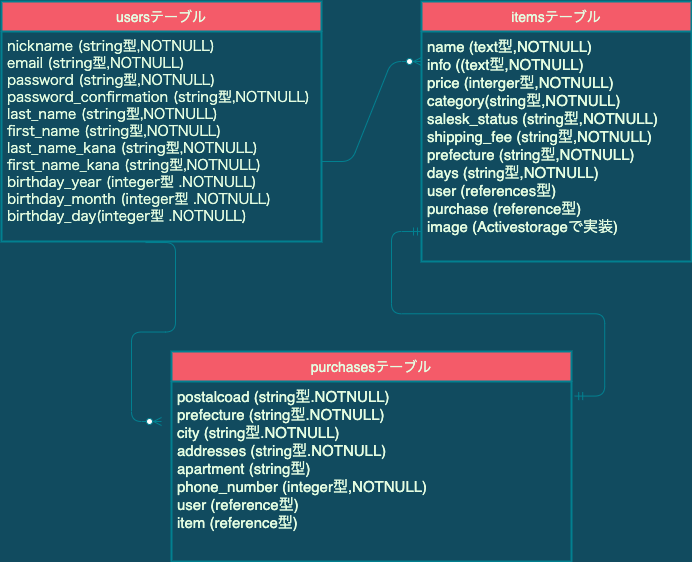 usersテーブル
nickname (string型,NOTNULL)
email (string型,NOTNULL)
password (string型,NOTNULL)
password_confirmation (string型,NOTNULL)
last_name (string型,NOTNULL)
first_name (string型,NOTNULL)
last_name_kana (string型,NOTNULL)
first_name_kana (string型,NOTNULL)
birthday_year (integer型 .NOTNULL)
birthday_month (integer型 .NOTNULL)
birthday_day(integer型 .NOTNULL)
itemsテーブル
name (text型,NOTNULL)
info ((text型,NOTNULL)
price (interger型,NOTNULL)
category(string型,NOTNULL)
salesk_status (string型,NOTNULL)
shipping_fee (string型,NOTNULL)
prefecture (string型,NOTNULL)
days (string型,NOTNULL)
user (references型)
purchase (reference型)
image (Activestorageで実装)
purchasesテーブル
postalcoad (string型.NOTNULL)
prefecture (string型.NOTNULL)
city (string型.NOTNULL)
addresses (string型.NOTNULL)
apartment (string型)
phone_number (integer型,NOTNULL)
user (reference型)
item (reference型)